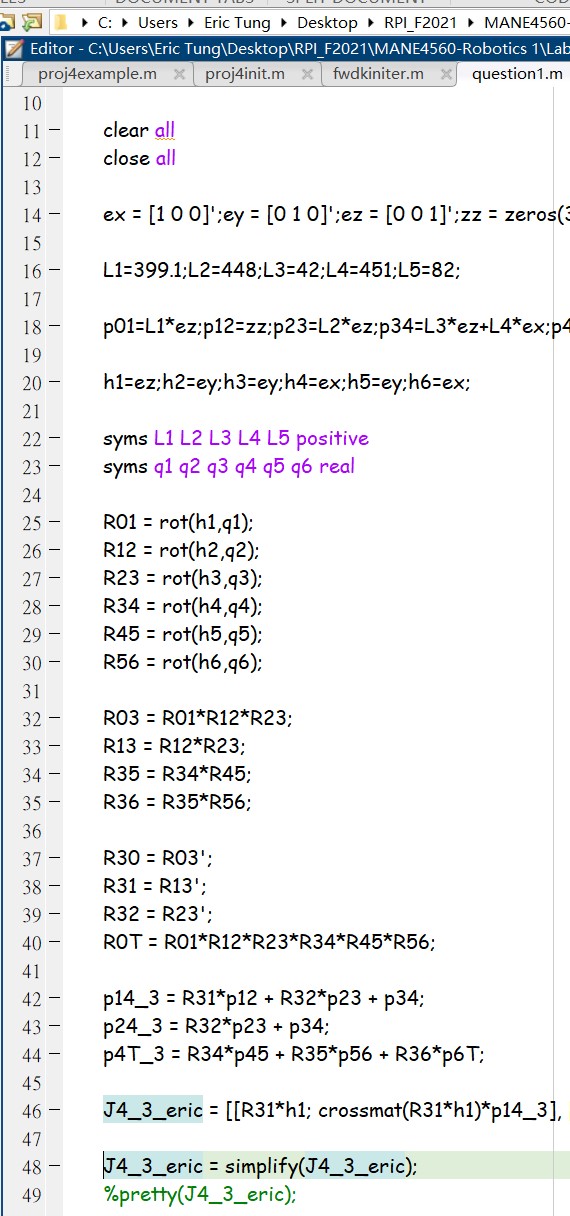 C: Users Eric Tung Desktop RPI_F2021 MANE4560-
Editor - C:\Users\Eric Tung\Desktop\RPI_F2021\MANE4560-Robotics 1\Lab
proj4example.m proj4init.m fwdkiniter.m question1.m
10
11 clear all
12 close all
13
14 ex = [1 0 0]';ey = [0 1 0]';ez = [0 0 1]';zz = zeros(3
15
16 L1=399.1;L2=448;L3=42;L4=451;L5=82;
17
18 p01=L1*ez;p12=zz;p23=L2*ez;p34=L3*ez+L4*ex;p4
19
20 h1=ez;h2=ey;h3=ey;h4=ex;h5=ey;h6=ex;
21
22 syms L1 L2 L3 L4 L5 positive
23 syms q1 q2 q3 q4 q5 q6 real
24
25 R01 = rot(h1,q1);
26 R12 = rot(h2,q2);
27 R23 = rot(h3,q3);
28 R34 = rot(h4,q4);
29 R45 = rot(h5,q5);
30 R56 = rot(h6,q6);
31
32 R03 = R01*R12*R23;
33 R13 = R12*R23;
34 R35 = R34*R45;
35 R36 = R35*R56;
36
37 R30 = R03';
38 R31 = R13';
39 R32 = R23';
40 R0T = R01*R12*R23*R34*R45*R56;
41
42 p14_3 = R31*p12 + R32*p23 + p34;
43 p24_3 = R32*p23 + p34;
44 p4T_3 = R34*p45 + R35*p56 + R36*p6T;
45
46 J4_3_eric = [[R31*h1; crossmat(R31*h1)*p14_3],
47
48 J4_3_eric = simplify(J4_3_eric);
49 %pretty(J4_3_eric);